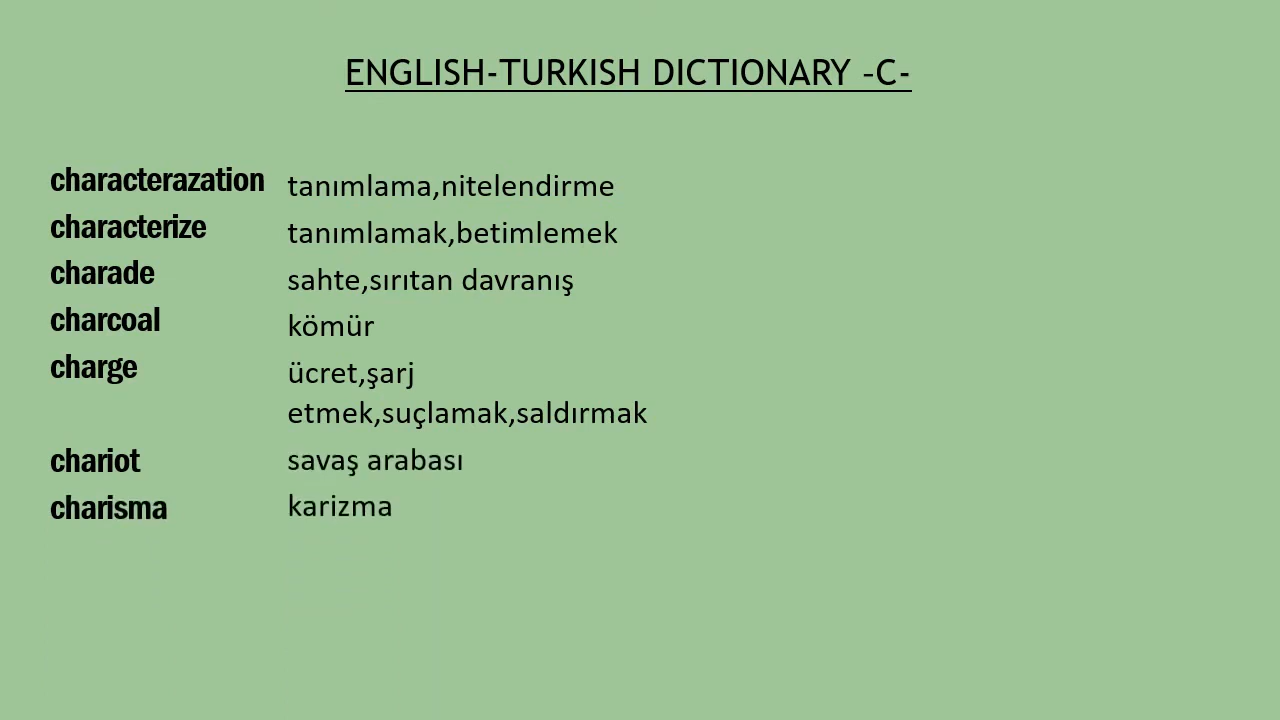 ENGLISH-TURKISH DICTIONARY –C-
characterazation tanımlama,nitelendirme
characterize tanımlamak,betimlemek
charade sahte,sırıtan davranış
charcoal kömür
charge ücret,şarj
etmek,suçlamak,saldırmak
chariot savaş arabası
charisma karizma